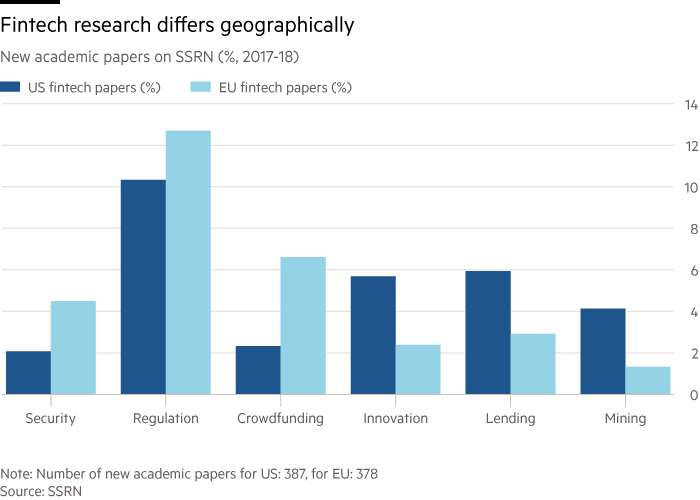 Fintech research differs geographically
New academic papers on SSRN (%, 2017-18)
US fintech papers (%) EU fintech papers (%)
14
12
10
8
6
4
2
0
Security Regulation Crowdfunding Innovation Lending Mining
Note: Number of new academic papers for US: 387, for EU: 378
Source: SSRN